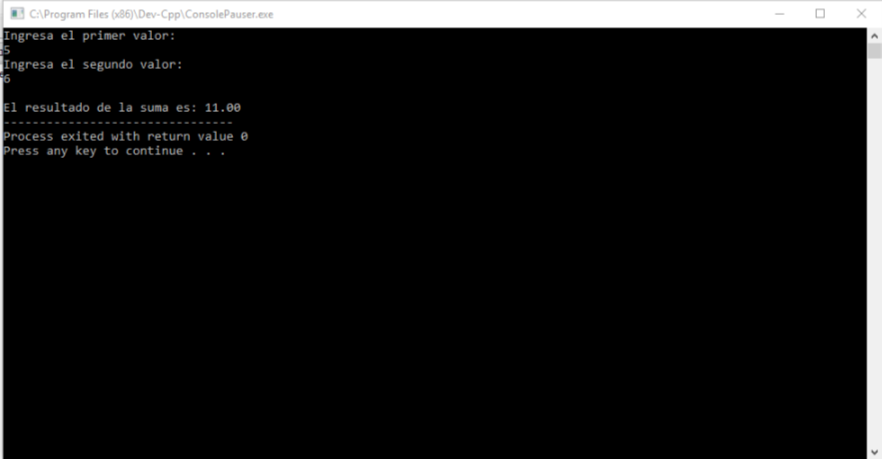 C:\Program Files (x86)\Dev-Cpp\ConsolePauser.exe
Ingresa el primer valor:
5
Ingresa el segundo valor:
6
El resultado de la suma es: 11.00
--------------------------------
Process exited with return value 0
Press any key to continue . . .